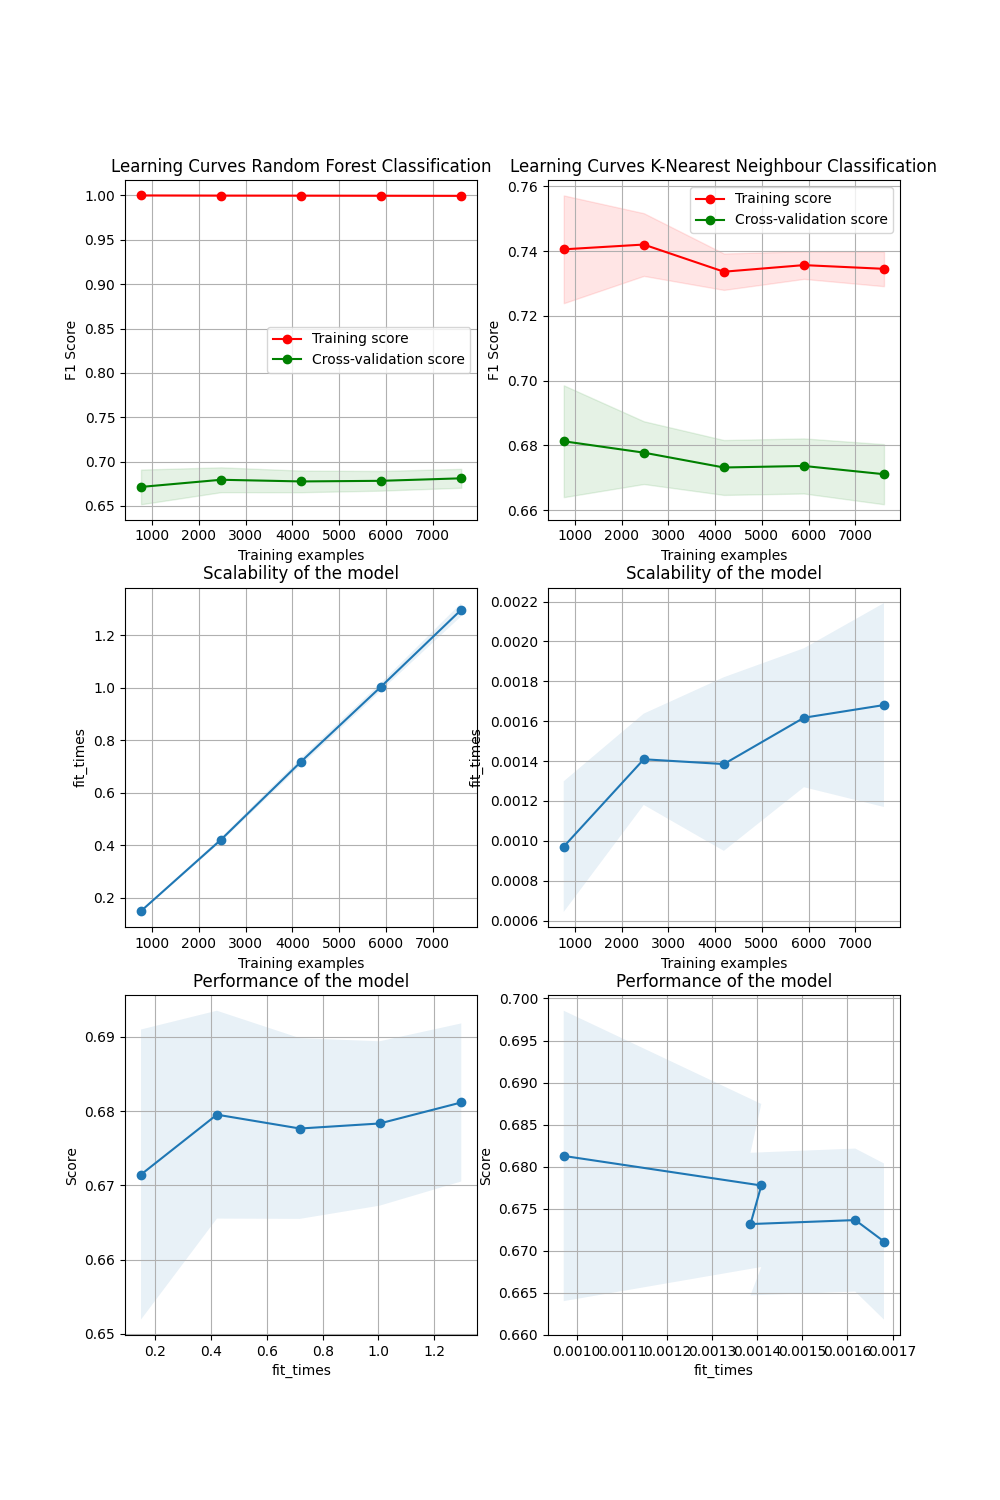 Learning Curves Random Forest Classification
1.00
0.95
0.90
0.85
0.80
0.75
0.70
0.65
F1 Score
Training score
Cross-validation score
1000 2000 3000 4000 5000 6000 7000
Training examples
Learning Curves K-Nearest Neighbour Classification
0.76
0.74
0.72
0.70
0.68
0.66
F1 Score
Training score
Cross-validation score
1000 2000 3000 4000 5000 6000 7000
Training examples
Scalability of the model
1.2
1.0
0.8
0.6
0.4
0.2
fit_times
1000 2000 3000 4000 5000 6000 7000
Training examples
Scalability of the model
0.0022
0.0020
0.0018
0.0016
0.0014
0.0012
0.0010
0.0008
0.0006
fit_times
1000 2000 3000 4000 5000 6000 7000
Training examples
Performance of the model
0.69
0.68
0.67
0.66
0.65
Score
0.2 0.4 0.6 0.8 1.0 1.2
fit_times
Performance of the model
0.700
0.695
0.690
0.685
0.680
0.675
0.670
0.665
0.660
Score
0.0010 0.0011 0.0012 0.0013 0.0014 0.0015 0.0016 0.0017
fit_times